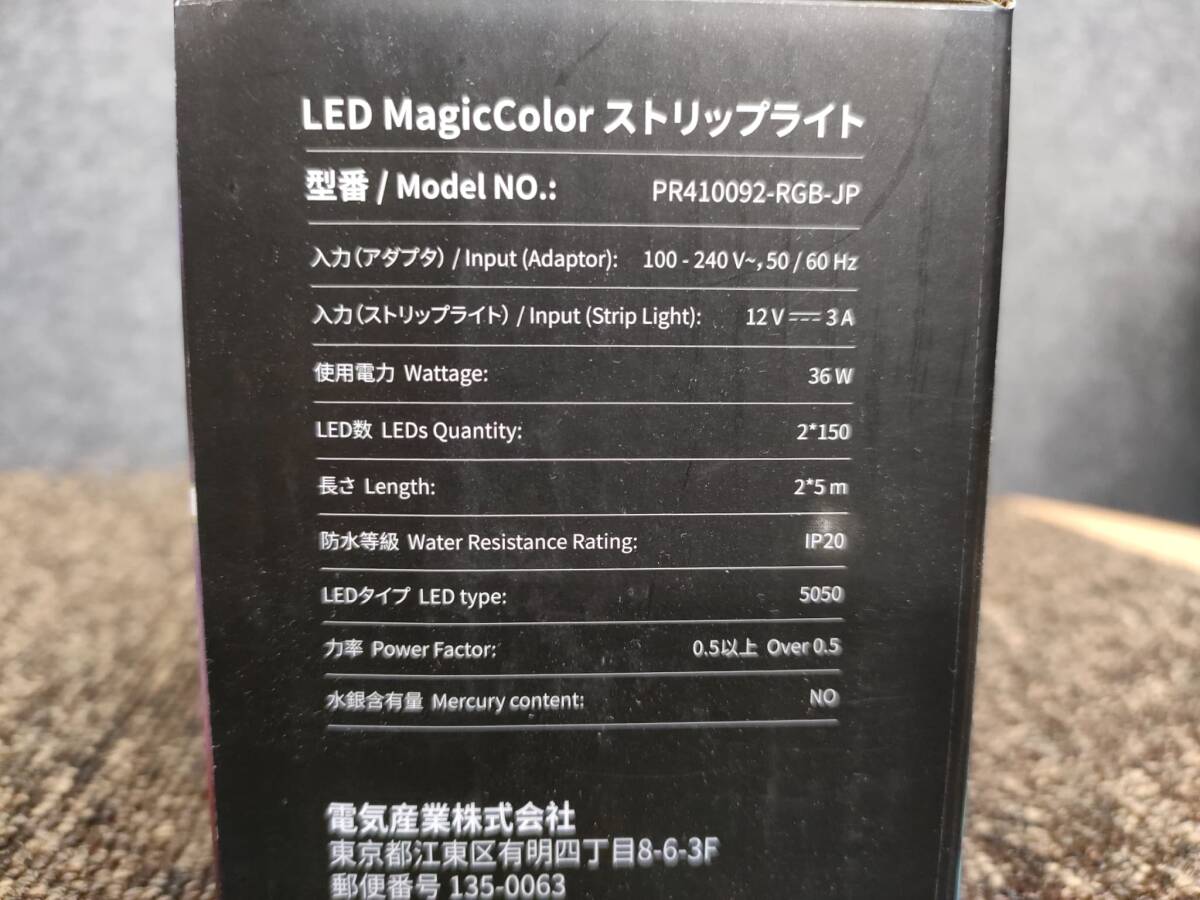 LED MagicColor ストリップライト
型番 / Model NO.: PR410092-RGB-JP
入力(アダプタ) / Input (Adaptor): 100 - 240 V~, 50 / 60 Hz
入力(ストリップライト) / Input (Strip Light): 12 V ⎓ 3 A
使用電力 Wattage: 36 W
LED数 LEDs Quantity: 2*150
長さ Length: 2*5 m
防水等級 Water Resistance Rating: IP20
LEDタイプ LED type: 5050
力率 Power Factor: 0.5以上 Over 0.5
水銀含有量 Mercury content: NO
電気産業株式会社
東京都江東区有明四丁目8-6-3F
郵便番号 135-0063